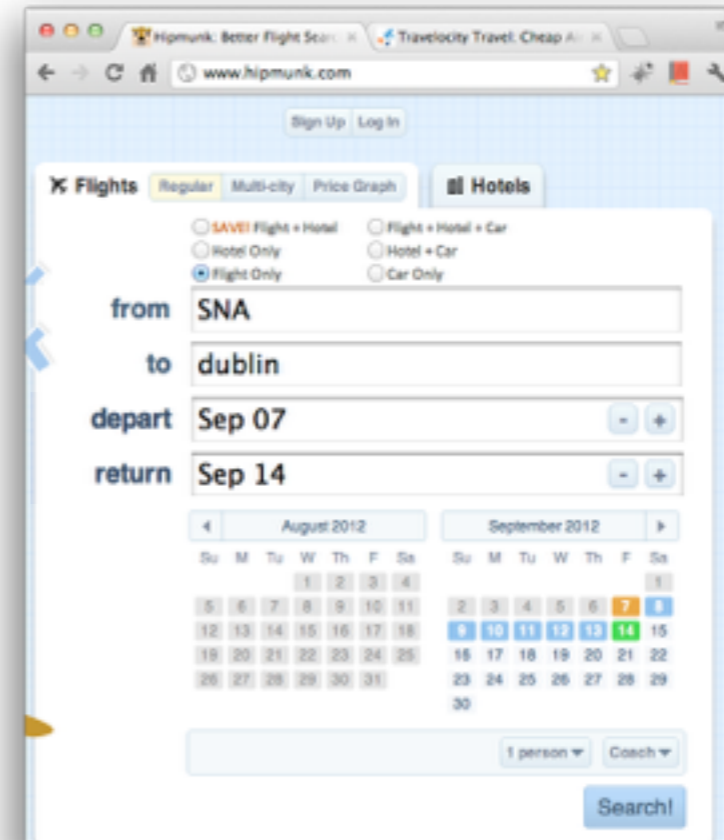 Hipmunk: Better Flight Sear Travelocity Travel: Cheap Ai
www.hipmunk.com
Sign Up Log In
Flights Regular Multi-city Price Graph Hotels
SAVE! Flight + Hotel Flight + Hotel + Car
Hotel Only Hotel + Car
Flight Only Car Only
from SNA
to dublin
depart Sep 07 - +
return Sep 14 - +
August 2012 September 2012
Su M Tu W Th F Sa Su M Tu W Th F Sa
1 2 3 4 1
5 6 7 8 9 10 11 2 3 4 5 6 7 8
12 13 14 15 16 17 18 9 10 11 12 13 14 15
19 20 21 22 23 24 25 16 17 18 19 20 21 22
26 27 28 29 30 31 23 24 25 26 27 28 29
30
1 person Coach
Search!